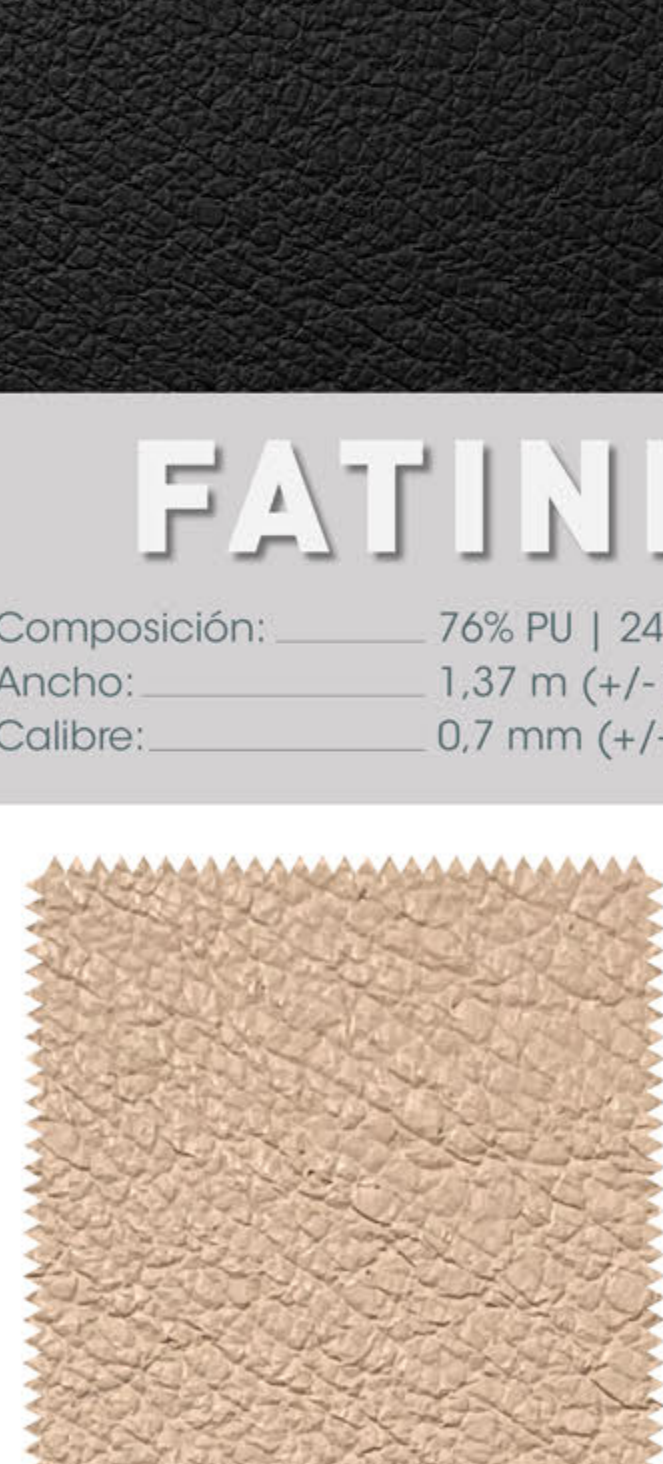 FATIN
Composición: 76% PU | 24
Ancho: 1,37 m (+/-
Calibre: 0,7 mm (+/-